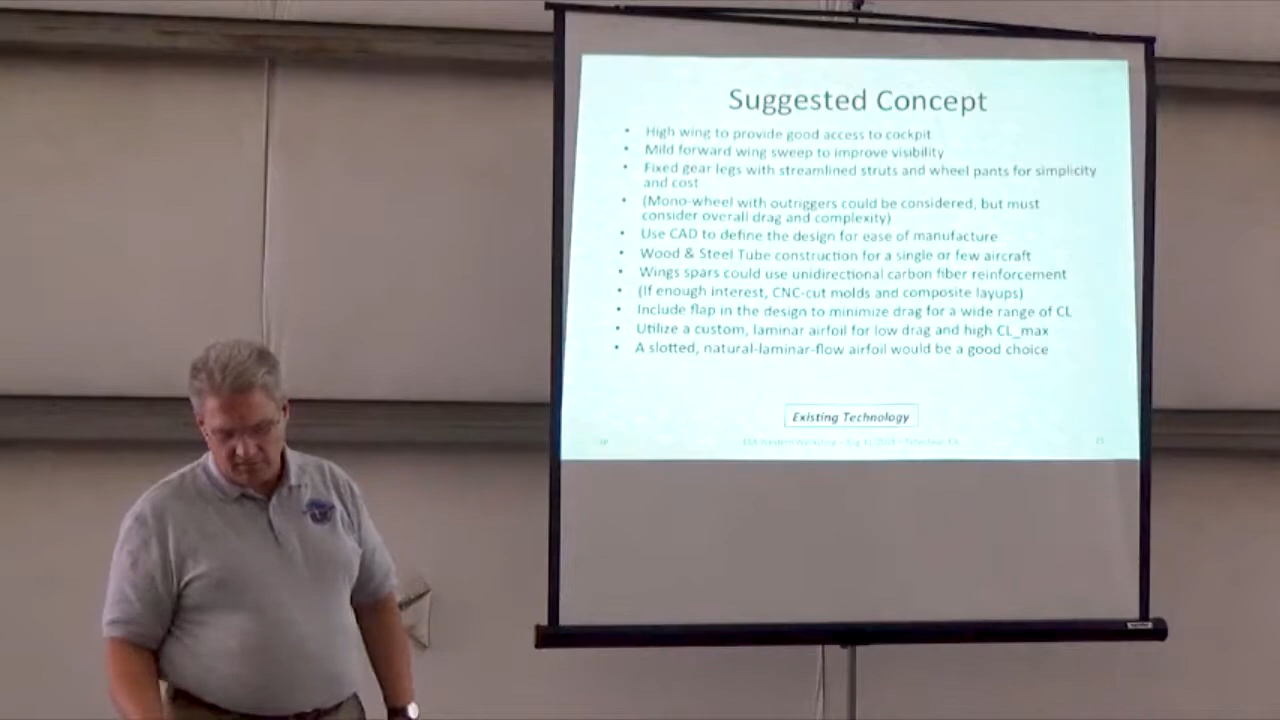 Suggested Concept
• High wing to provide good access to cockpit
• Mild forward wing sweep to improve visibility
• Fixed gear legs with streamlined struts and wheel pants for simplicity
and cost
• (Mono-wheel with outriggers could be considered, but must
consider overall drag and complexity)
• Use CAD to define the design for ease of manufacture
• Wood & Steel Tube construction for a single or few aircraft
• Wings spars could use unidirectional carbon fiber reinforcement
• (If enough interest, CNC-cut molds and composite layups)
• Include flap in the design to minimize drag for a wide range of CL
• Utilize a custom, laminar airfoil for low drag and high CL_max
• A slotted, natural-laminar-flow airfoil would be a good choice
Existing Technology
Western Workshop